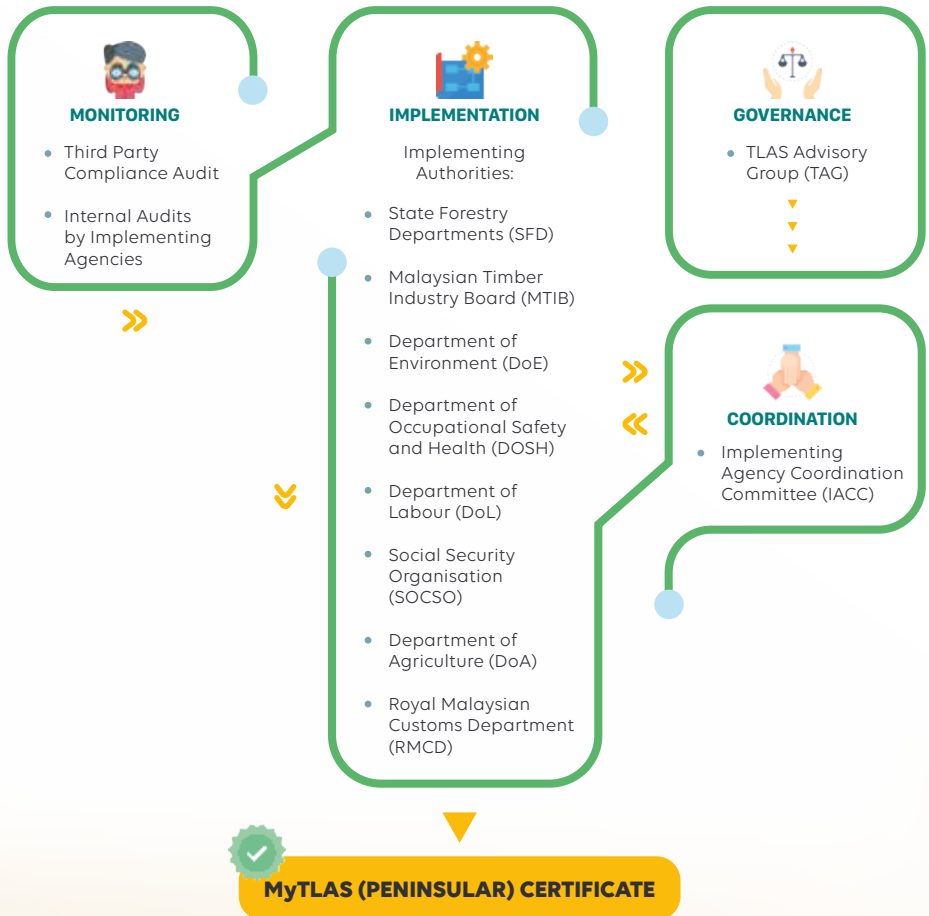 MONITORING
Third Party
Compliance Audit
Internal Audits
by Implementing
Agencies
IMPLEMENTATION
Implementing
Authorities:
State Forestry
Departments (SFD)
Malaysian Timber
Industry Board (MTIB)
Department of
Environment (DoE)
Department of
Occupational Safety
and Health (DOSH)
Department of
Labour (DoL)
Social Security
Organisation
(SOCSO)
Department of
Agriculture (DoA)
Royal Malaysian
Customs Department
(RMCD)
GOVERNANCE
TLAS Advisory
Group (TAG)
COORDINATION
Implementing
Agency Coordination
Committee (IACC)
MyTLAS (PENINSULAR) CERTIFICATE